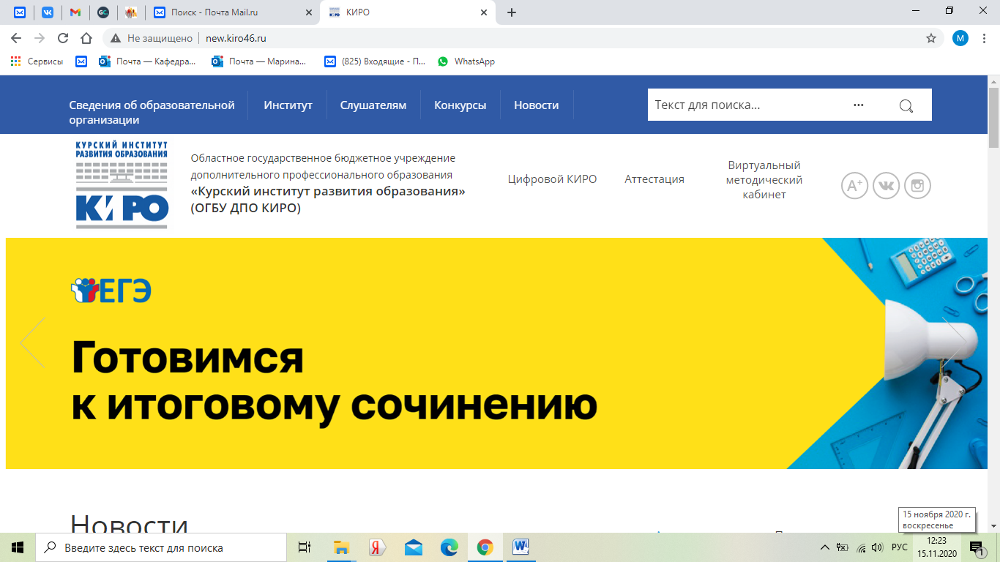 Поиск - Почта Mail.ru
КИРО
Не защищено
new.kiro46.ru
М
Сервисы
Почта — Кафедра...
Почта — Марина...
(825) Входящие - П...
WhatsApp
Сведения об образовательной
организации
Институт
Слушателям
Конкурсы
Новости
Текст для поиска...
КУРСКИЙ ИНСТИТУТ
РАЗВИТИЯ ОБРАЗОВАНИЯ
КИРО
Областное государственное бюджетное учреждение
дополнительного профессионального образования
«Курский институт развития образования»
(ОГБУ ДПО КИРО)
Цифровой КИРО
Аттестация
Виртуальный
методический
кабинет
A+
ЕГЭ
Готовимся
к итоговому сочинению
Новости
15 ноября 2020 г.
воскресенье
Введите здесь текст для поиска
РУС
12:23
15.11.2020
1